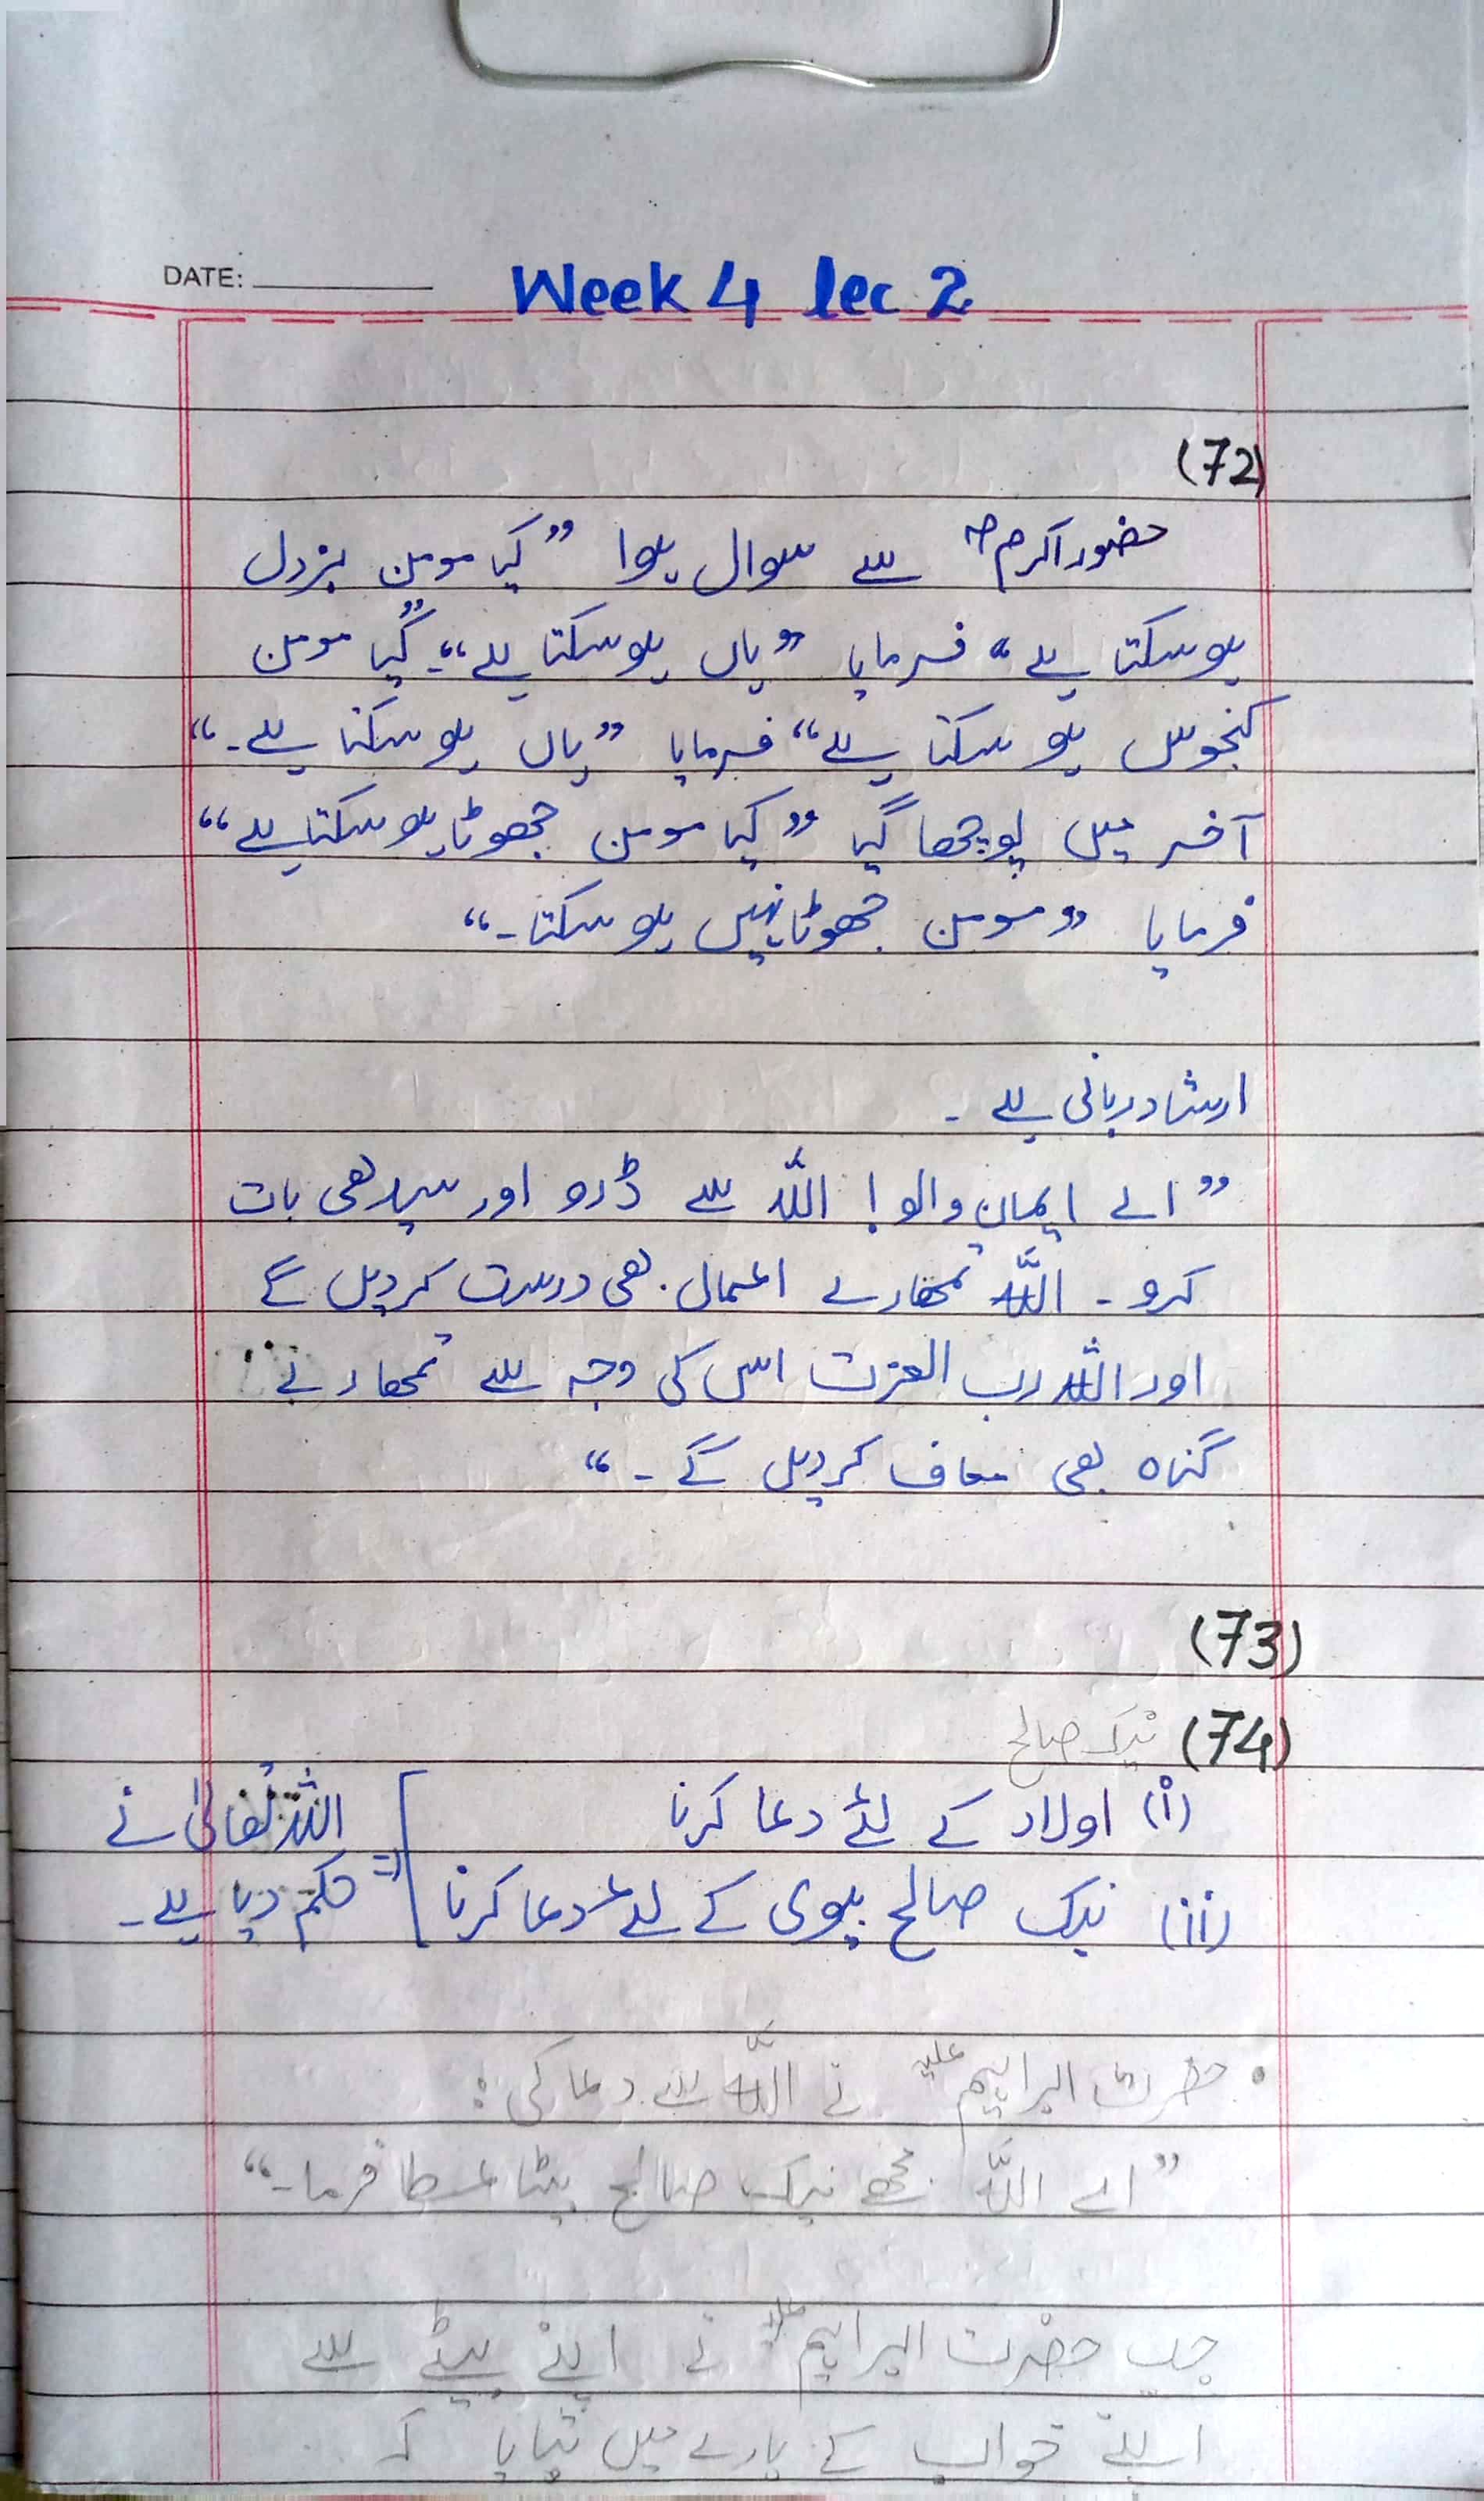 DATE:
Week 4 lec 2
(72)
حضور اکرم ؐ سے سوال ہوا ”کیا مومن بزدل
ہو سکتا ہے“ فرمایا ”ہاں ہو سکتا ہے“۔ ”کیا مومن
کنجوس ہو سکتا ہے“ فرمایا ”ہاں ہو سکتا ہے۔“
آخر میں پوچھا گیا ”کیا مومن جھوٹا ہو سکتا ہے“
فرمایا ”مومن جھوٹا نہیں ہو سکتا۔“
ارشاد ربانی ہے ۔
”اے ایمان والو! اللہ سے ڈرو اور سیدھی بات
کرو ۔ اللہ تمھارے اعمال بھی درست کر دیں گے
اور اللہ رب العزت اس کی وجہ سے تمھارے
گناہ بھی معاف کر دیں گے ۔“
(73)
(74) نیک صالح
(i) اولاد کے لئے دعا کرنا ] = اللہ تعالیٰ نے
(ii) نیک صالح بیوی کے لئے دعا کرنا ] حکم دیا ہے ۔
• حضرت ابراہیم علیہ نے اللہ سے دعا کی :
”اے اللہ مجھے نیک صالح بیٹا عطا فرما ۔“
جب حضرت ابراہیم علیہ نے اپنے بیٹے سے
اپنے خواب کے بارے میں بتایا کہ